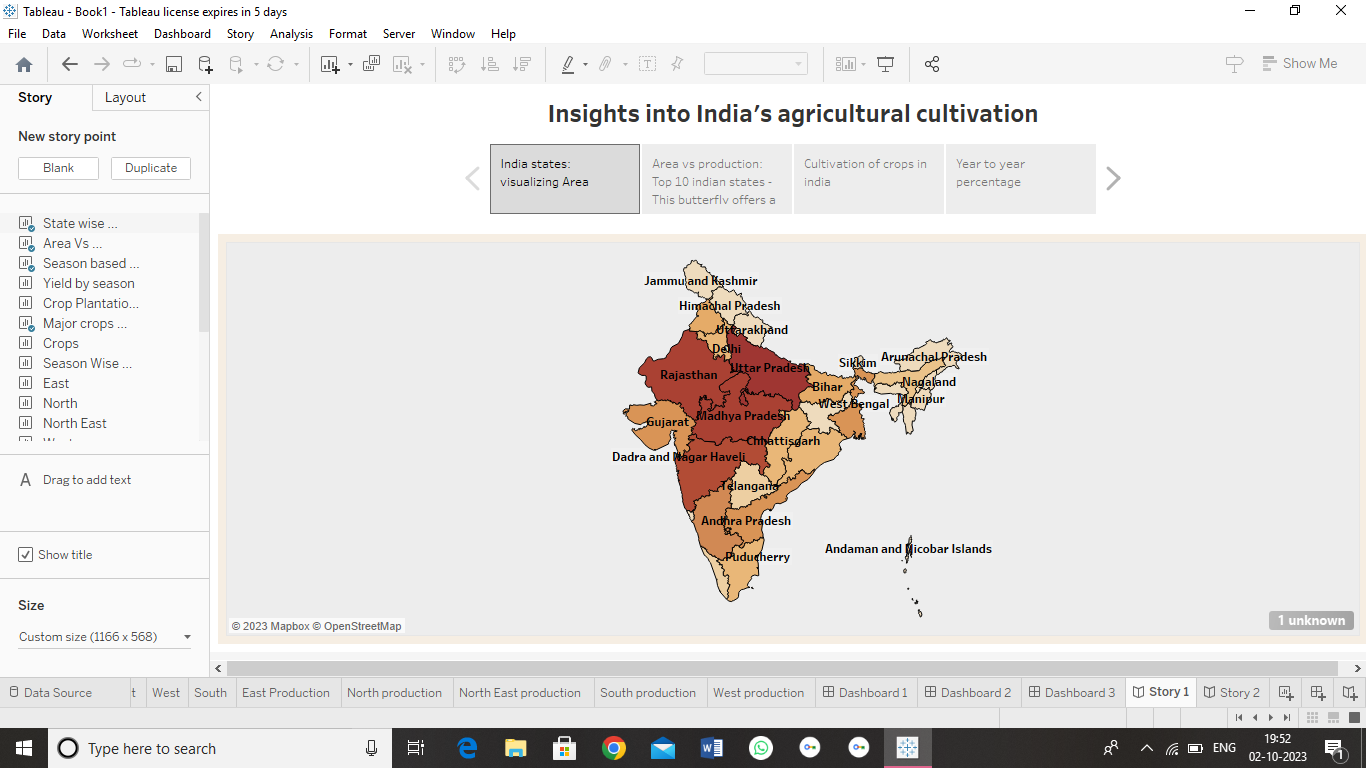 Tableau - Book1 - Tableau license expires in 5 days
File Data Worksheet Dashboard Story Analysis Format Server Window Help
Show Me
Story Layout
New story point
Blank Duplicate
State wise ...
Area Vs ...
Season based ...
Yield by season
Crop Plantatio...
Major crops ...
Crops
Season Wise ...
East
North
North East
A Drag to add text
Show title
Size
Custom size (1166 x 568)
Insights into India's agricultural cultivation
India states:
visualizing Area
Area vs production:
Top 10 indian states -
This butterfly offers a
Cultivation of crops in
india
Year to year
percentage
Jammu and Kashmir
Himachal Pradesh
Uttarakhand
Delhi
Arunachal Pradesh
Sikkim
Uttar Pradesh
Rajasthan
Nagaland
Bihar
Manipur
West Bengal
Madhya Pradesh
Gujarat
Chhattisgarh
Dadra and Nagar Haveli
Telangana
Andhra Pradesh
Andaman and Nicobar Islands
Puducherry
© 2023 Mapbox © OpenStreetMap
1 unknown
Data Source t West South East Production North production North East production South production West production Dashboard 1 Dashboard 2 Dashboard 3 Story 1 Story 2
Type here to search
W
ENG
19:52
02-10-2023
1